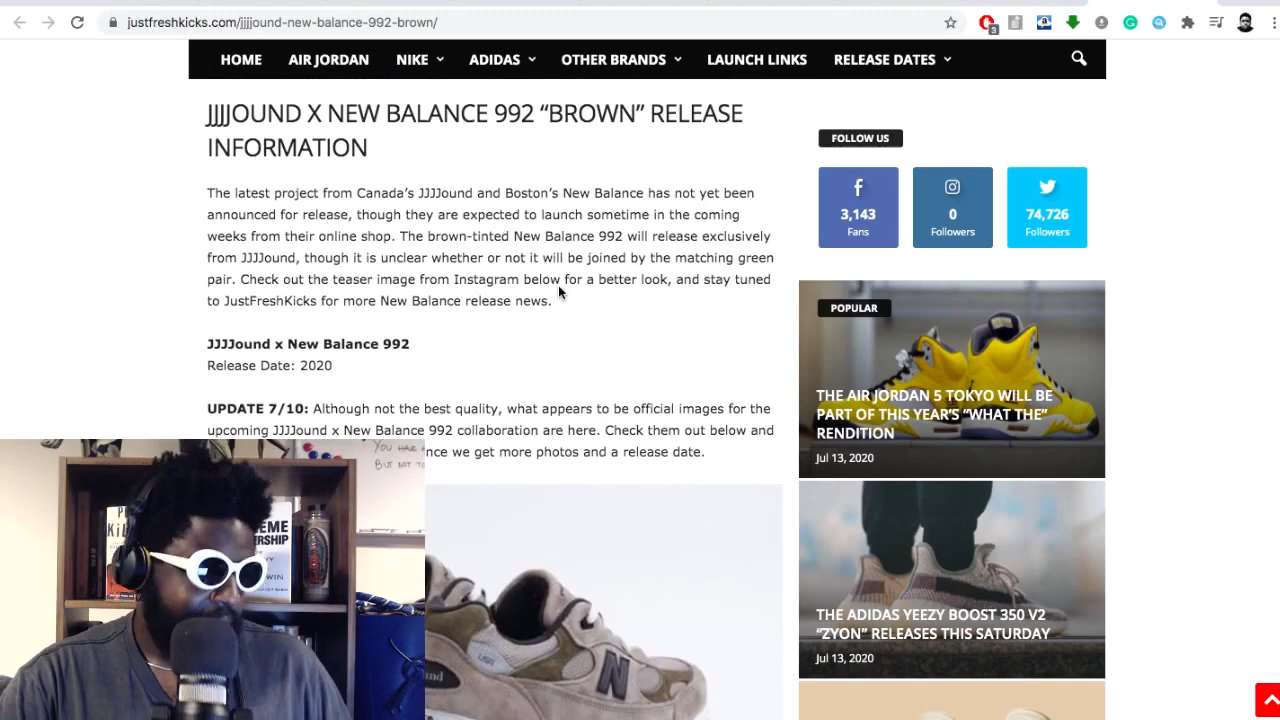 justfreshkicks.com/jjjjound-new-balance-992-brown/
HOME AIR JORDAN NIKE ADIDAS OTHER BRANDS LAUNCH LINKS RELEASE DATES
JJJJOUND X NEW BALANCE 992 “BROWN” RELEASE
INFORMATION
The latest project from Canada’s JJJJound and Boston’s New Balance has not yet been
announced for release, though they are expected to launch sometime in the coming
weeks from their online shop. The brown-tinted New Balance 992 will release exclusively
from JJJJound, though it is unclear whether or not it will be joined by the matching green
pair. Check out the teaser image from Instagram below for a better look, and stay tuned
to JustFreshKicks for more New Balance release news.
JJJJound x New Balance 992
Release Date: 2020
UPDATE 7/10: Although not the best quality, what appears to be official images for the
upcoming JJJJound x New Balance 992 collaboration are here. Check them out below and
nce we get more photos and a release date.
YOU HAVE
BUT NOT TO
WIN
USA
N
FOLLOW US
3,143
Fans
0
Followers
74,726
Followers
POPULAR
THE AIR JORDAN 5 TOKYO WILL BE
PART OF THIS YEAR’S “WHAT THE”
RENDITION
Jul 13, 2020
THE ADIDAS YEEZY BOOST 350 V2
“ZYON” RELEASES THIS SATURDAY
Jul 13, 2020